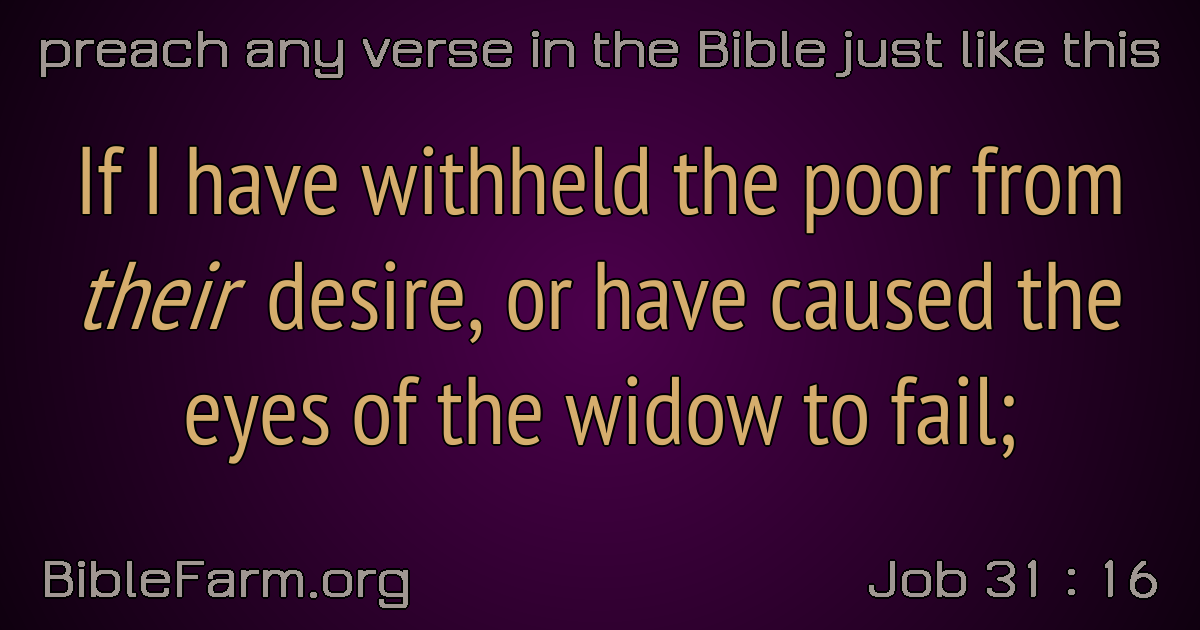 preach any verse in the Bible just like this
If I have withheld the poor from
their desire, or have caused the
eyes of the widow to fail;
BibleFarm.org
Job 31 : 16